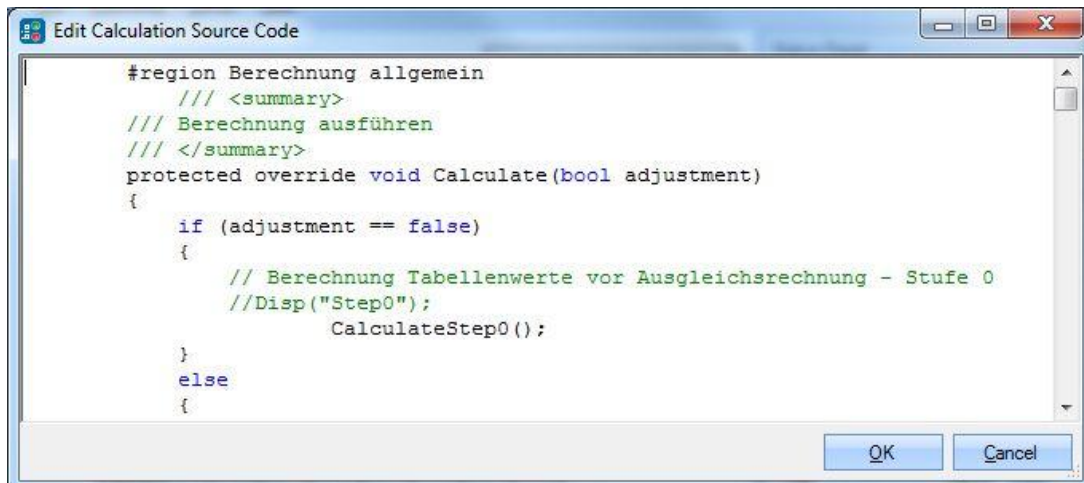 Edit Calculation Source Code
#region Berechnung allgemein
/// <summary>
/// Berechnung ausführen
/// </summary>
protected override void Calculate(bool adjustment)
{
if (adjustment == false)
{
// Berechnung Tabellenwerte vor Ausgleichsrechnung - Stufe 0
//Disp("Step0");
CalculateStep0();
}
else
{
OK Cancel